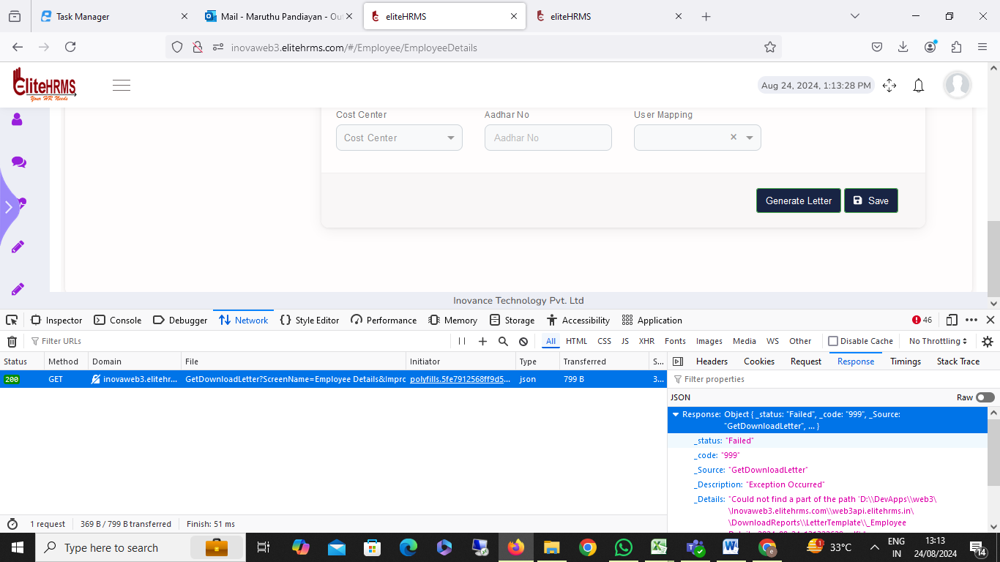 Task Manager
Mail - Maruthu Pandiayan - Ou
eliteHRMS
eliteHRMS
inovaweb3.elitehrms.com/#/Employee/EmployeeDetails
EliteHRMS
Your HR Needs
Aug 24, 2024, 1:13:28 PM
Cost Center
Aadhar No
User Mapping
Cost Center
Aadhar No
Generate Letter
Save
Inovance Technology Pvt. Ltd
Inspector
Console
Debugger
Network
Style Editor
Performance
Memory
Storage
Accessibility
Application
46
Filter URLs
All
HTML
CSS
JS
XHR
Fonts
Images
Media
WS
Other
Disable Cache
No Throttling
Status
Method
Domain
File
Initiator
Type
Transferred
S...
Headers
Cookies
Request
Response
Timings
Stack Trace
200
GET
inovaweb3.elitehr...
GetDownloadLetter?ScreenName=Employee Details&Impro
polyfills.5fe7912568ff9d5...
json
799 B
3...
Filter properties
JSON
Raw
Response: Object { _status: "Failed", _code: "999", _Source:
"GetDownloadLetter", ... }
_status: "Failed"
_code: "999"
_Source: "GetDownloadLetter"
_Description: "Exception Occurred"
_Details: "Could not find a part of the path 'D:\\DevApps\\web3\
\Inovaweb3.elitehrms.com\\web3api.elitehrms.in\
\DownloadReports\\LetterTemplate\\_Employee
1 request
369 B / 799 B transferred
Finish: 51 ms
Type here to search
1
33°C
ENG
IN
13:13
24/08/2024
14